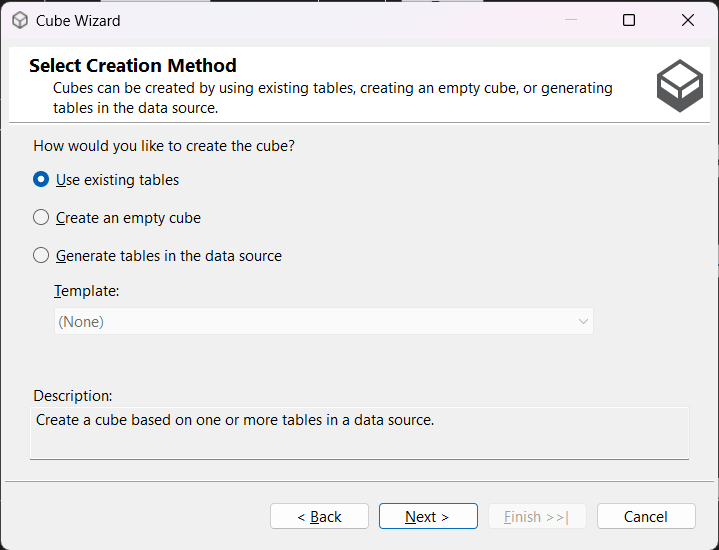 Cube Wizard
Select Creation Method
Cubes can be created by using existing tables, creating an empty cube, or generating
tables in the data source.
How would you like to create the cube?
Use existing tables
Create an empty cube
Generate tables in the data source
Template:
(None)
Description:
Create a cube based on one or more tables in a data source.
< Back
Next >
Finish >>|
Cancel